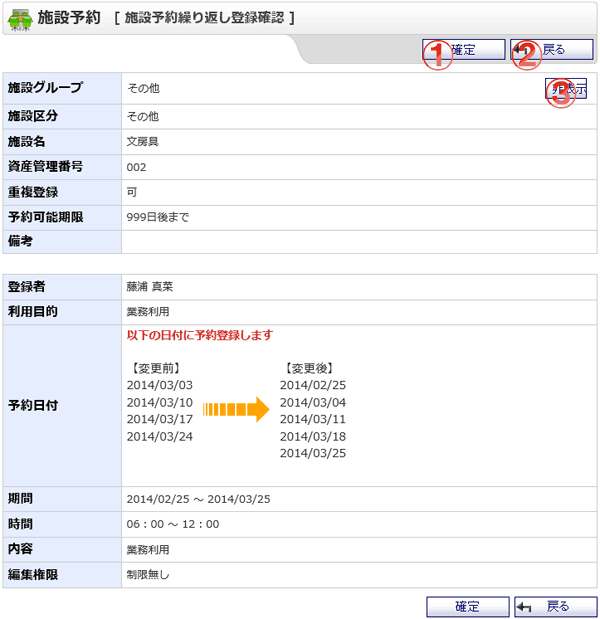 施設予約 [ 施設予約繰り返し登録確認 ]
① 確定 ② 戻る
施設グループ その他 ③ 非表示
施設区分 その他
施設名 文房具
資産管理番号 002
重複登録 可
予約可能期限 999日後まで
備考
登録者 藤浦 真菜
利用目的 業務利用
以下の日付に予約登録します
予約日付
【変更前】 【変更後】
2014/03/03 2014/02/25
2014/03/10 2014/03/04
2014/03/17 2014/03/11
2014/03/24 2014/03/18
2014/03/25
期間 2014/02/25 ～ 2014/03/25
時間 06：00 ～ 12：00
内容 業務利用
編集権限 制限無し
確定 戻る